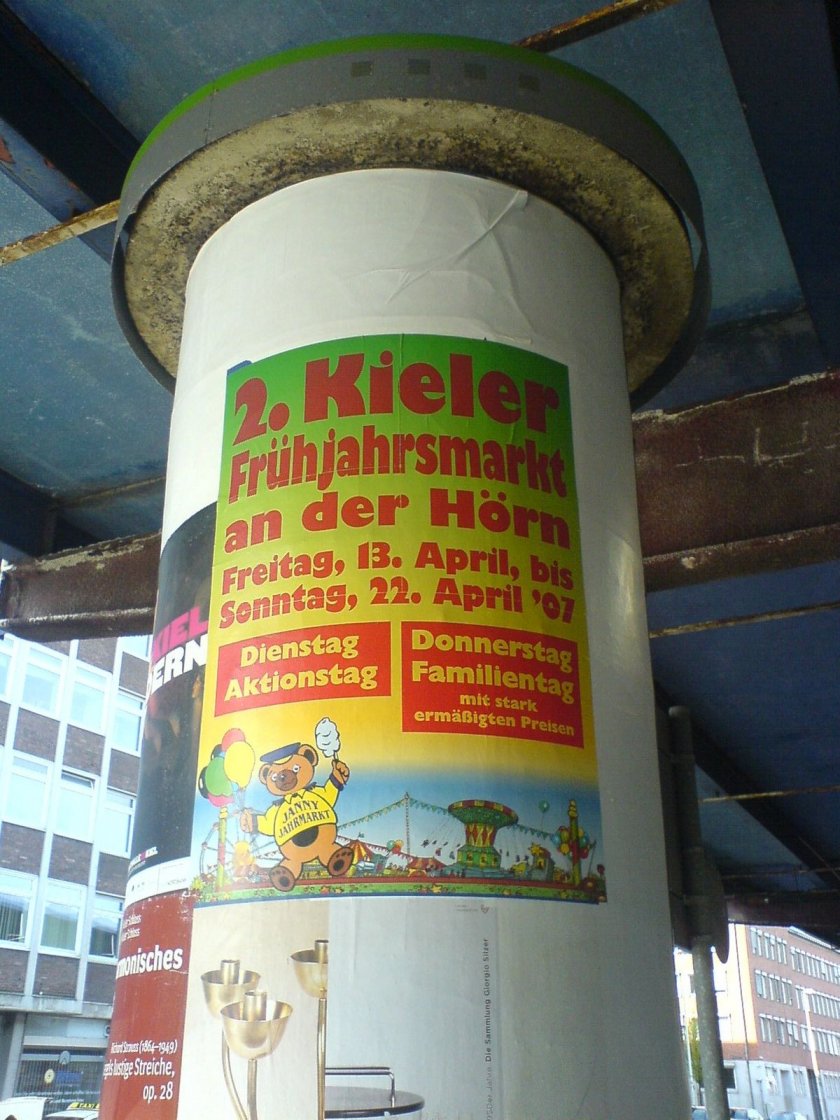 2. Kieler
Frühjahrsmarkt
an der Hörn
Freitag, 13. April, bis
Sonntag, 22. April '07
Dienstag
Aktionstag
Donnerstag
Familientag
mit stark
ermäßigten Preisen
JANNY
JAHRMARKT
KIEL
ERN
monisches
Richard Strauss (1864–1949)
egels lustige Streiche,
op. 28
Die Sammlung Giorgio Silzer
TAXI